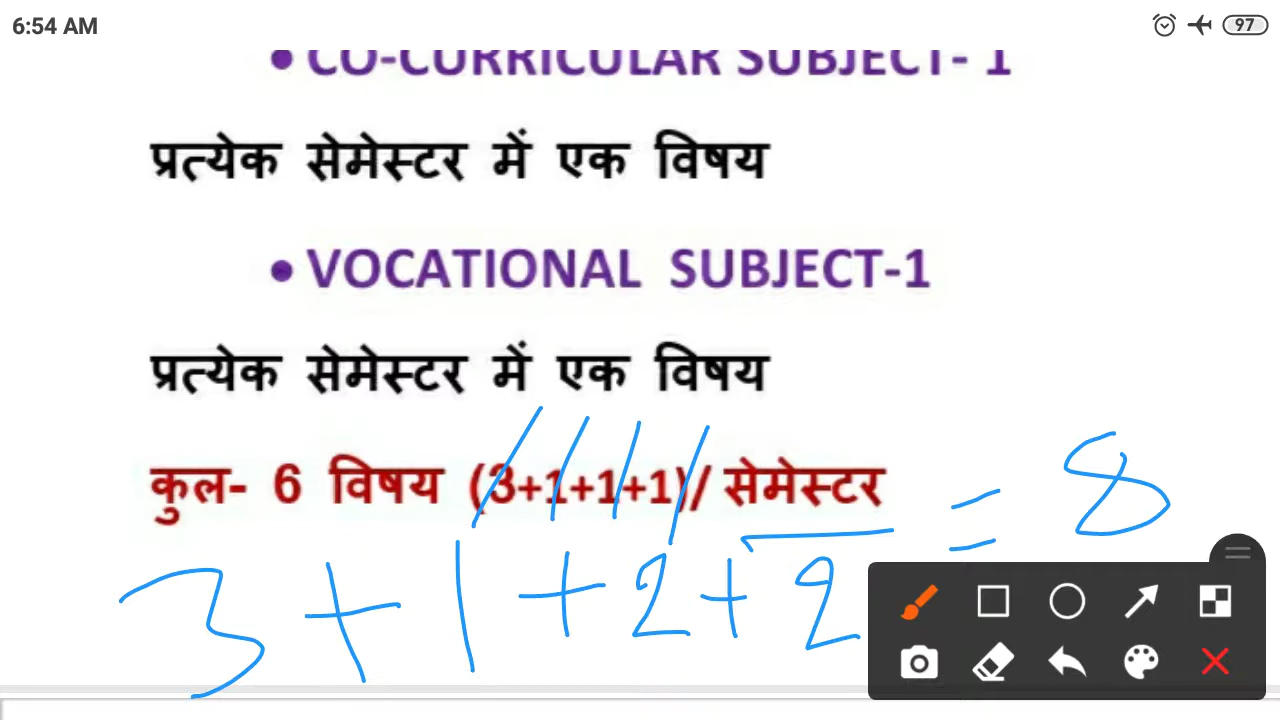 6:54 AM 97
• CO-CURRICULAR SUBJECT- 1
प्रत्येक सेमेस्टर में एक विषय
• VOCATIONAL SUBJECT-1
प्रत्येक सेमेस्टर में एक विषय
कुल- 6 विषय (3+1+1+1)/ सेमेस्टर = 8
3 + 1 + 2 + 2